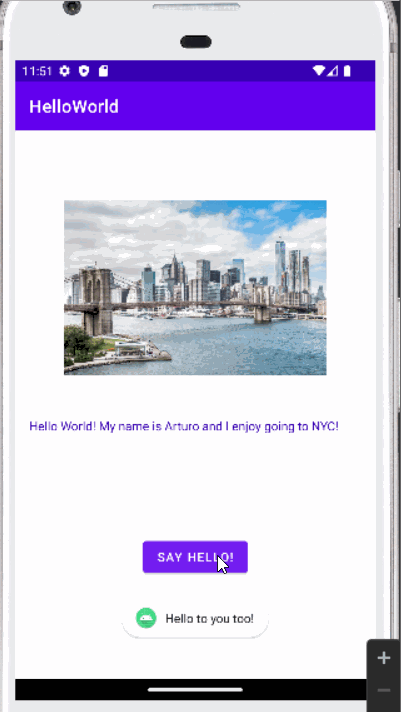 11:51
HelloWorld
Hello World! My name is Arturo and I enjoy going to NYC!
SAY HELLO!
Hello to you too!